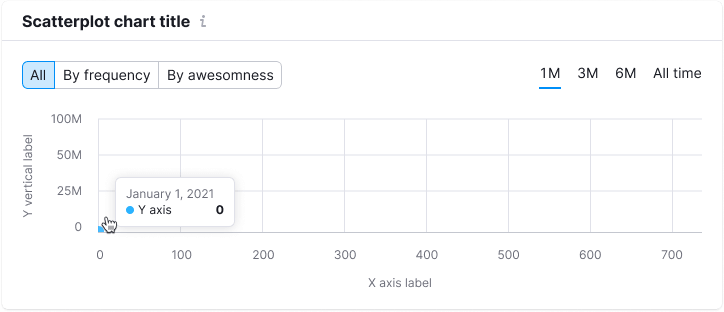 Scatterplot chart title i
All By frequency By awesomness 1M 3M 6M All time
100M
50M
25M
0
Y vertical label
January 1, 2021
Y axis 0
0 100 200 300 400 500 600 700
X axis label